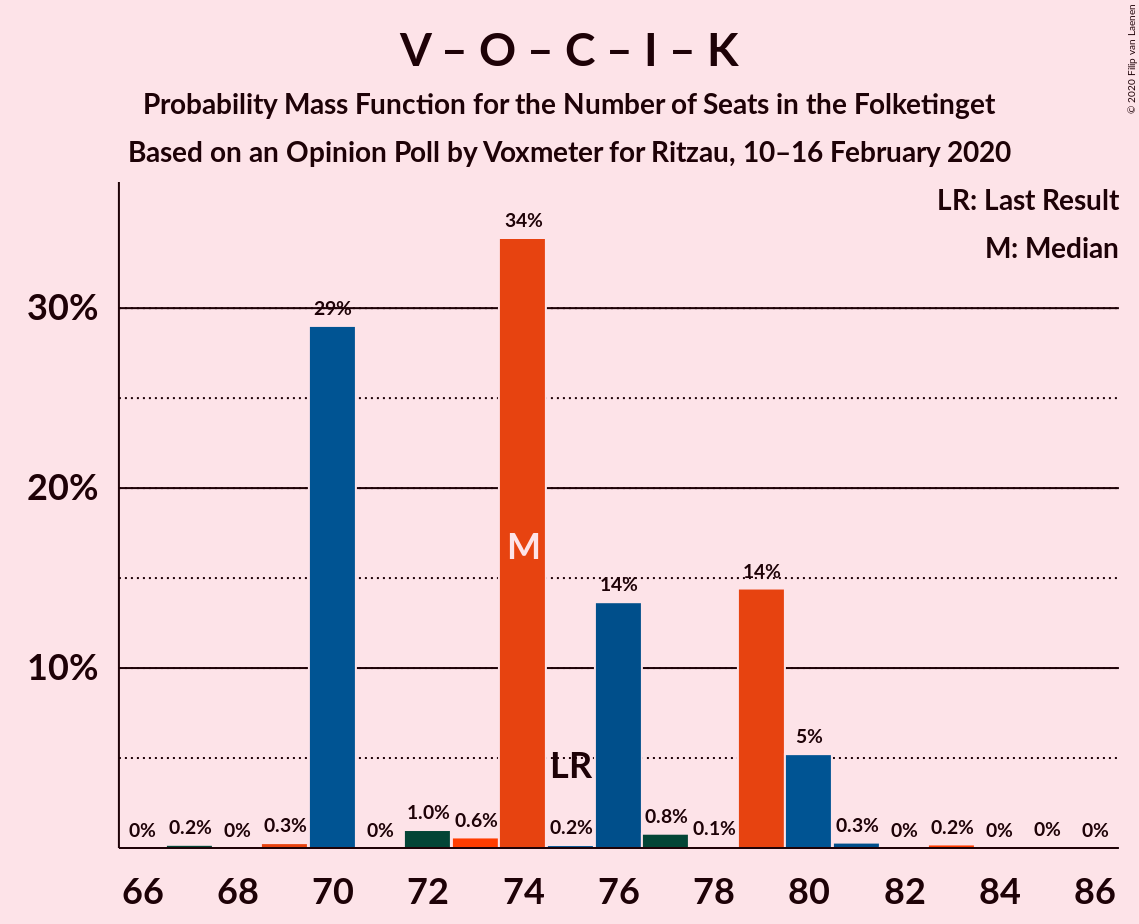 V – O – C – I – K
Probability Mass Function for the Number of Seats in the Folketinget
Based on an Opinion Poll by Voxmeter for Ritzau, 10–16 February 2020
© 2020 Filip van Laenen
LR: Last Result
M: Median
30%
20%
10%
0%
0.2%
0%
0.3%
29%
0%
1.0%
0.6%
34%
M
0.2%
LR
14%
0.8%
0.1%
14%
5%
0.3%
0%
0.2%
0%
0%
0%
66 68 70 72 74 76 78 80 82 84 86